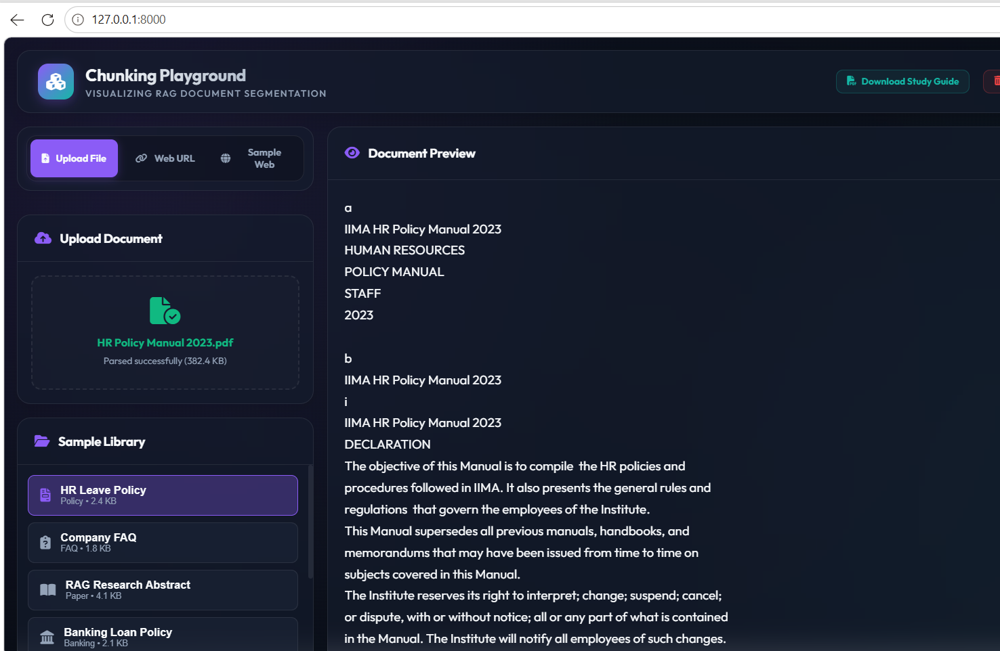 127.0.0.1:8000
Chunking Playground
VISUALIZING RAG DOCUMENT SEGMENTATION
Download Study Guide
Upload File
Web URL
Sample
Web
Upload Document
HR Policy Manual 2023.pdf
Parsed successfully (382.4 KB)
Sample Library
HR Leave Policy
Policy • 2.4 KB
Company FAQ
FAQ • 1.8 KB
RAG Research Abstract
Paper • 4.1 KB
Banking Loan Policy
Banking • 2.1 KB
Document Preview
a
IIMA HR Policy Manual 2023
HUMAN RESOURCES
POLICY MANUAL
STAFF
2023
b
IIMA HR Policy Manual 2023
i
IIMA HR Policy Manual 2023
DECLARATION
The objective of this Manual is to compile  the HR policies and
procedures followed in IIMA. It also presents the general rules and
regulations  that govern the employees of the Institute.
This Manual supersedes all previous manuals, handbooks, and
memorandums that may have been issued from time to time on
subjects covered in this Manual.
The Institute reserves its right to interpret; change; suspend; cancel;
or dispute, with or without notice; all or any part of what is contained
in the Manual. The Institute will notify all employees of such changes.